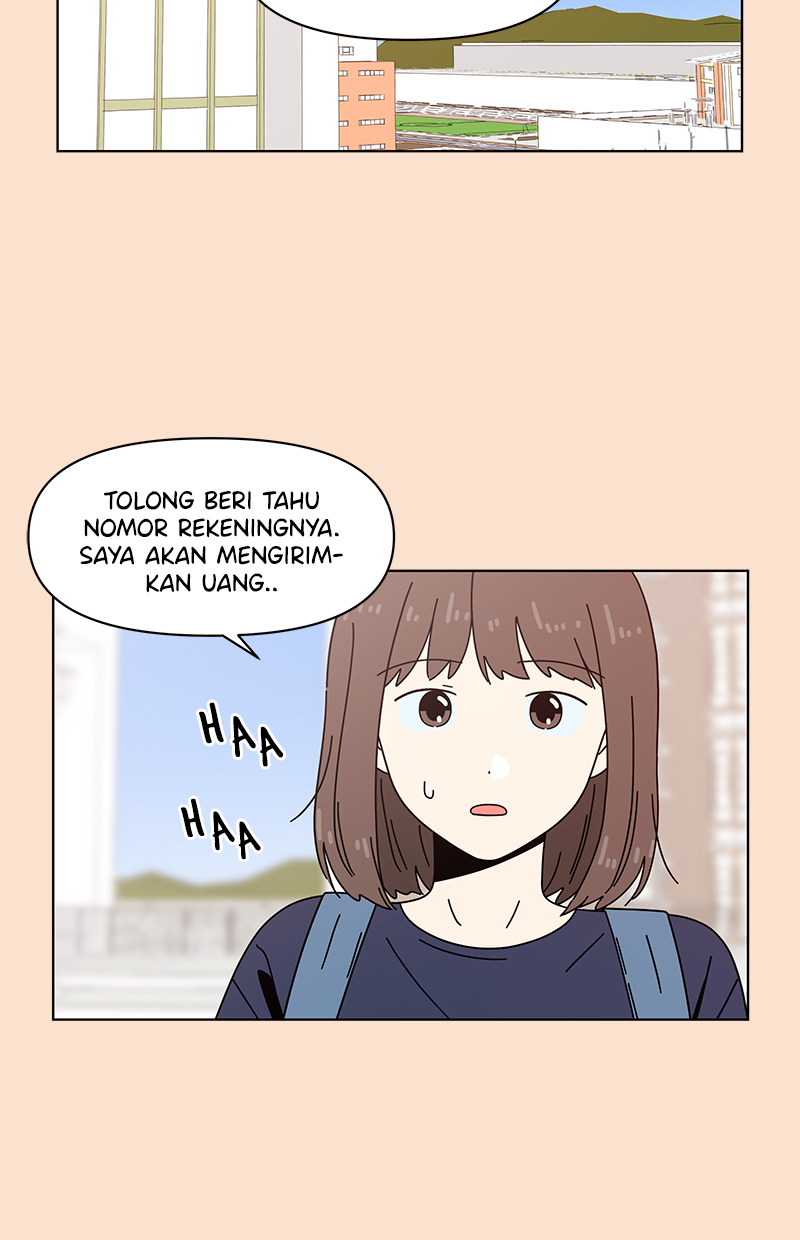 TOLONG BERI TAHU
NOMOR REKENINGNYA.
SAYA AKAN MENGIRIM-
KAN UANG..
HAA
HAA